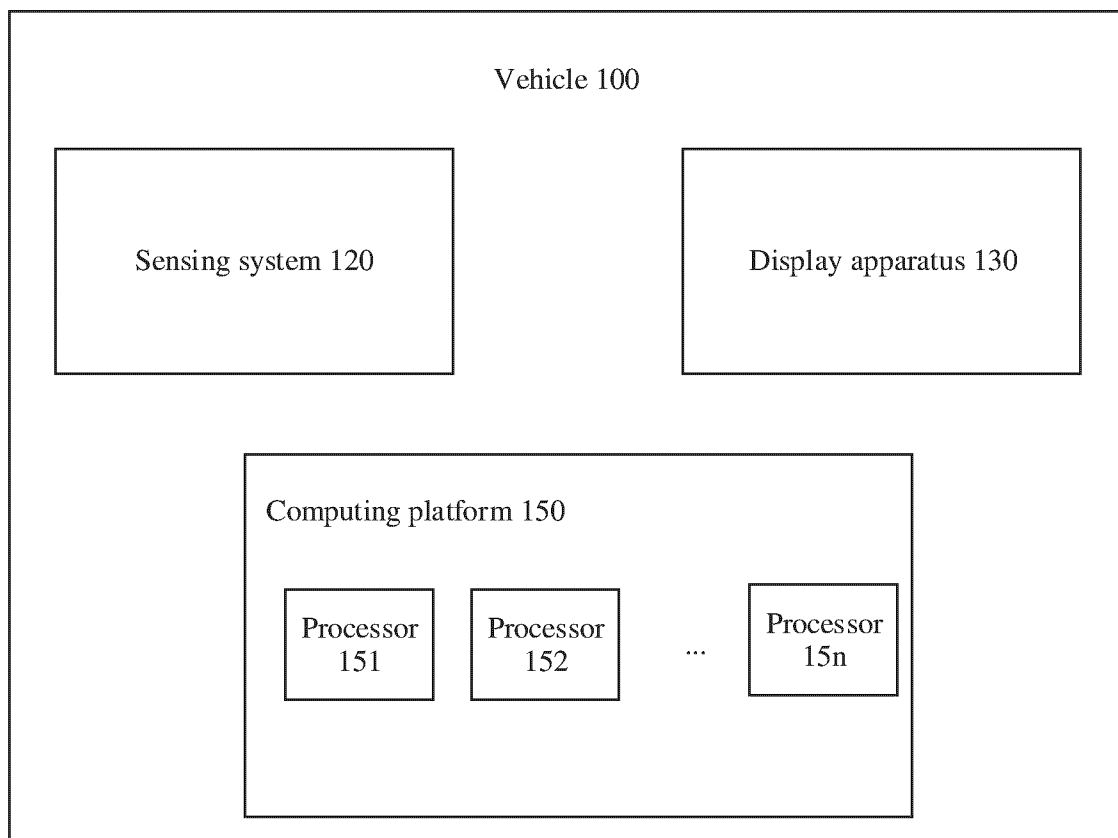 Vehicle 100
Sensing system 120
Display apparatus 130
Computing platform 150
Processor
151
Processor
152
...
Processor
15n